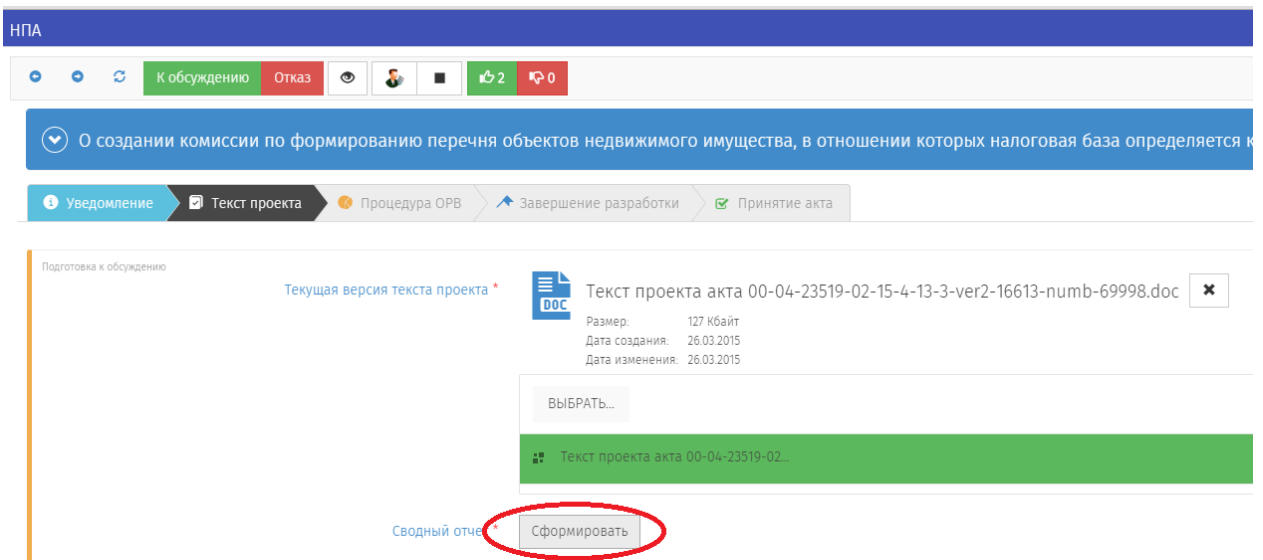 НПА
К обсуждению Отказ 2 0
О создании комиссии по формированию перечня объектов недвижимого имущества, в отношении которых налоговая база определяется к
Уведомление Текст проекта Процедура ОРВ Завершение разработки Принятие акта
Подготовка к обсуждению
Текущая версия текста проекта *
DOC
Текст проекта акта 00-04-23519-02-15-4-13-3-ver2-16613-numb-69998.doc
Размер: 127 Кбайт
Дата создания: 26.03.2015
Дата изменения: 26.03.2015
ВЫБРАТЬ...
Текст проекта акта 00-04-23519-02...
Сводный отче * Сформировать